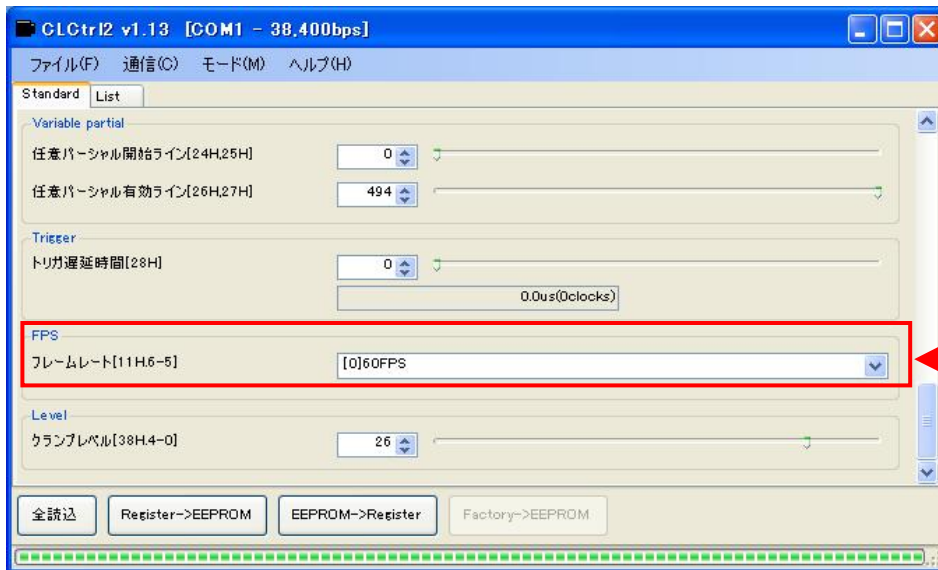 CLCtrl2 v1.13 [COM1 - 38,400bps]
ファイル(F) 通信(C) モード(M) ヘルプ(H)
Standard List
Variable partial
任意パーシャル開始ライン[24H,25H] 0
任意パーシャル有効ライン[26H,27H] 494
Trigger
トリガ遅延時間[28H] 0
0.0us(0clocks)
FPS
フレームレート[11H.6-5] [0]60FPS
Level
クランプレベル[38H.4-0] 26
全読込 Register->EEPROM EEPROM->Register Factory->EEPROM